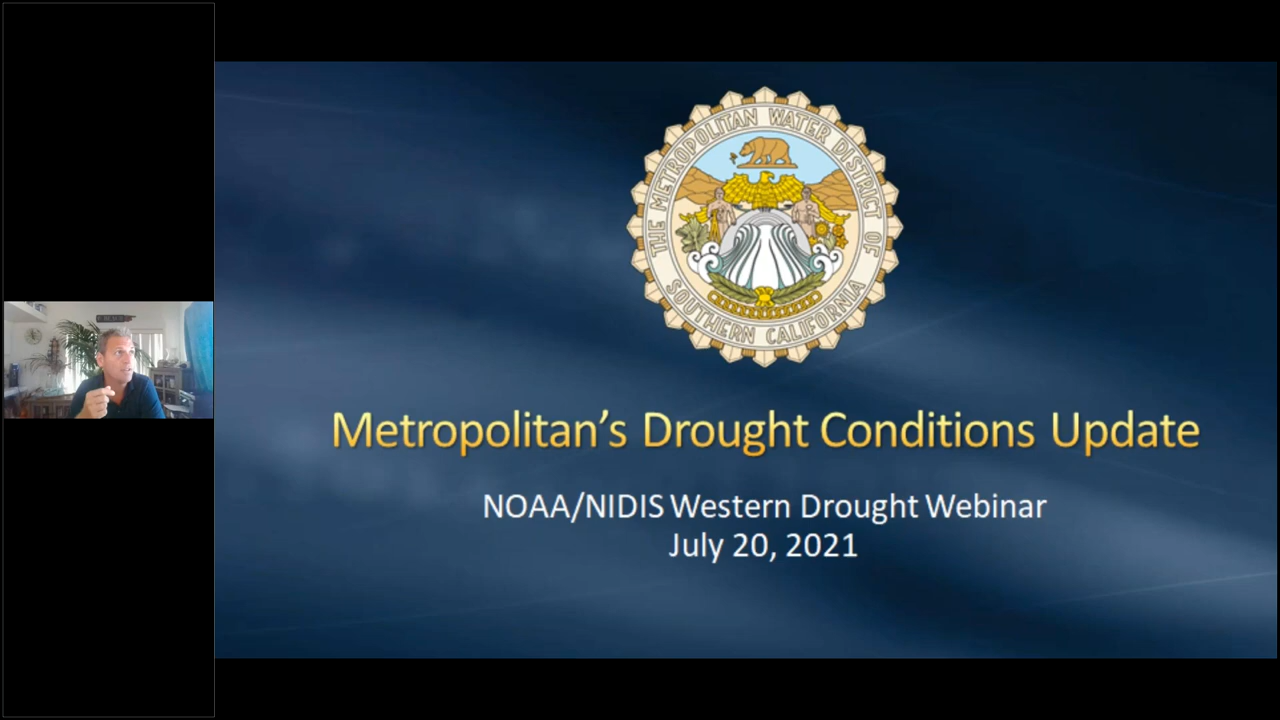 THE METROPOLITAN WATER DISTRICT OF
SOUTHERN CALIFORNIA
Metropolitan's Drought Conditions Update
NOAA/NIDIS Western Drought Webinar
July 20, 2021